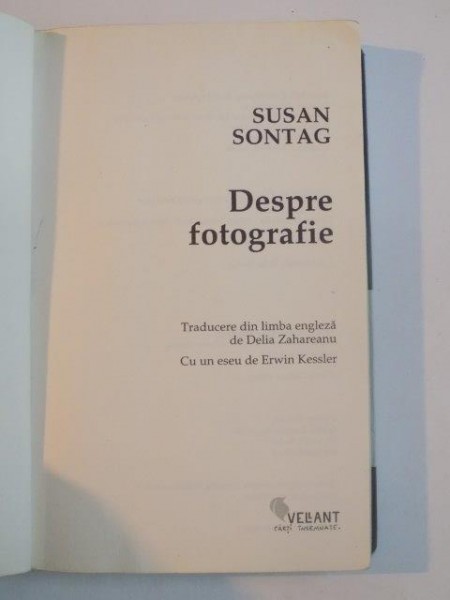 SUSAN
SONTAG
Despre
fotografie
Traducere din limba engleză
de Delia Zahareanu
Cu un eseu de Erwin Kessler
VELLANT